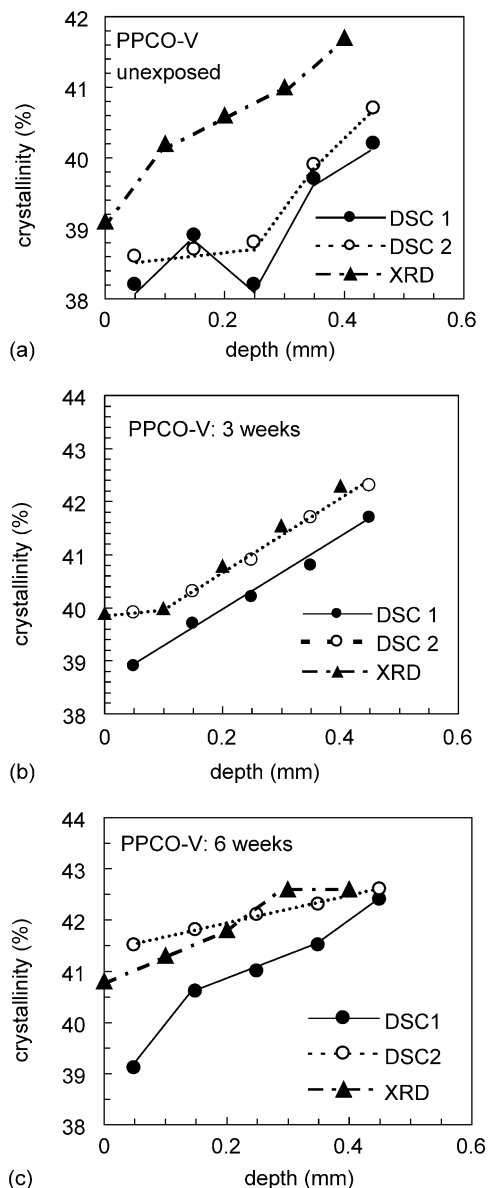 42
PPCO-V
unexposed
41
40
39
38
crystallinity (%)
DSC 1
DSC 2
XRD
0
0.2
0.4
0.6
depth (mm)
(a)
44
PPCO-V: 3 weeks
43
42
41
40
39
38
crystallinity (%)
DSC 1
DSC 2
XRD
0
0.2
0.4
0.6
depth (mm)
(b)
44
PPCO-V: 6 weeks
43
42
41
40
39
38
crystallinity (%)
DSC1
DSC2
XRD
0
0.2
0.4
0.6
depth (mm)
(c)